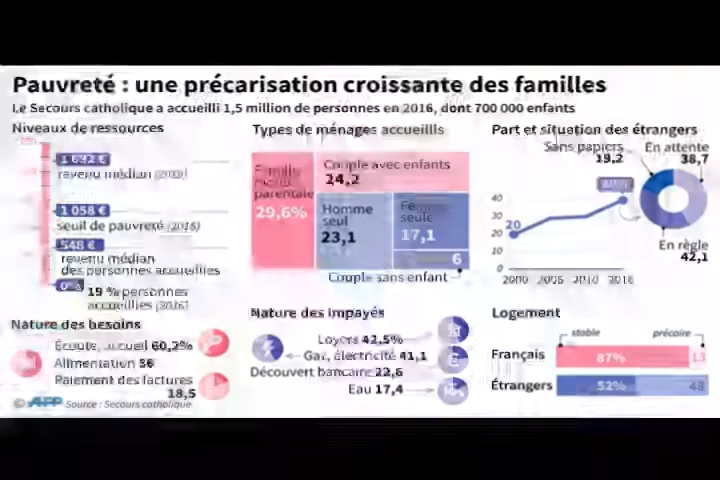 Pauvreté : une précarisation croissante des familles
Le Secours catholique a accueilli 1,5 million de personnes en 2016, dont 700 000 enfants
Niveaux de ressources
1 692 €
revenu médian
1 058 €
seuil de pauvreté (2016)
548 €
revenu médian
des personnes accueillies
0%
19 % personnes
accueillies (2016)
Types de ménages accueillis
Famille
mono-
parentale
29,6%
Couple avec enfants
24,2
Homme
seul
23,1
Femme
seule
17,1
6
Couple sans enfant
Part et situation des étrangers
Sans papiers
19,2
En attente
38,7
En règle
42,1
40
30
20
10
0
20
2000 2005 2010 2016
Nature des besoins
Écoute, accueil 60,2%
Alimentation 56
Paiement des factures
18,5
Nature des impayés
Loyers 42,5%
Gaz, électricité 41,1
Découvert bancaire 22,6
Eau 17,4
Logement
stable
précaire
Français
87%
13
Étrangers
52%
48
© AFP Source : Secours catholique